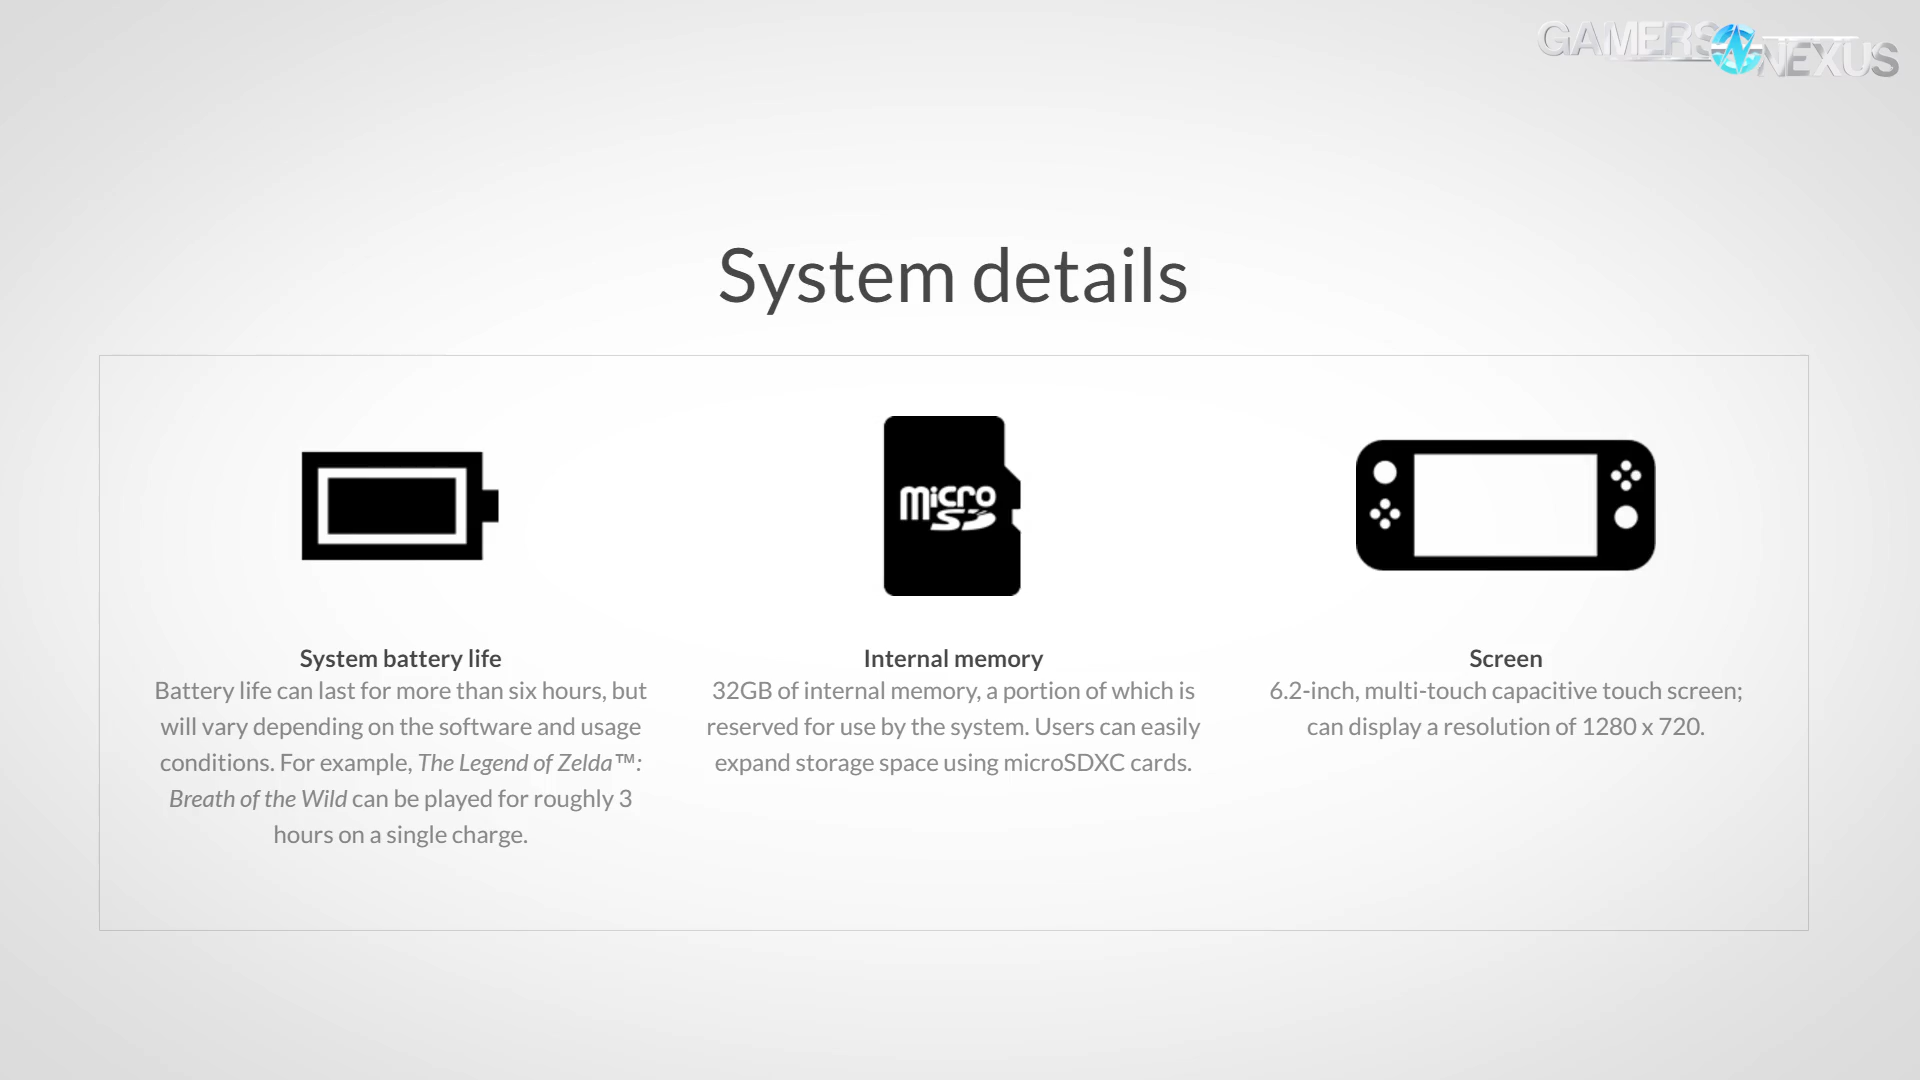 GAMERS NEXUS
System details
micro
SD
System battery life
Battery life can last for more than six hours, but
will vary depending on the software and usage
conditions. For example, The Legend of Zelda™:
Breath of the Wild can be played for roughly 3
hours on a single charge.
Internal memory
32GB of internal memory, a portion of which is
reserved for use by the system. Users can easily
expand storage space using microSDXC cards.
Screen
6.2-inch, multi-touch capacitive touch screen;
can display a resolution of 1280 x 720.